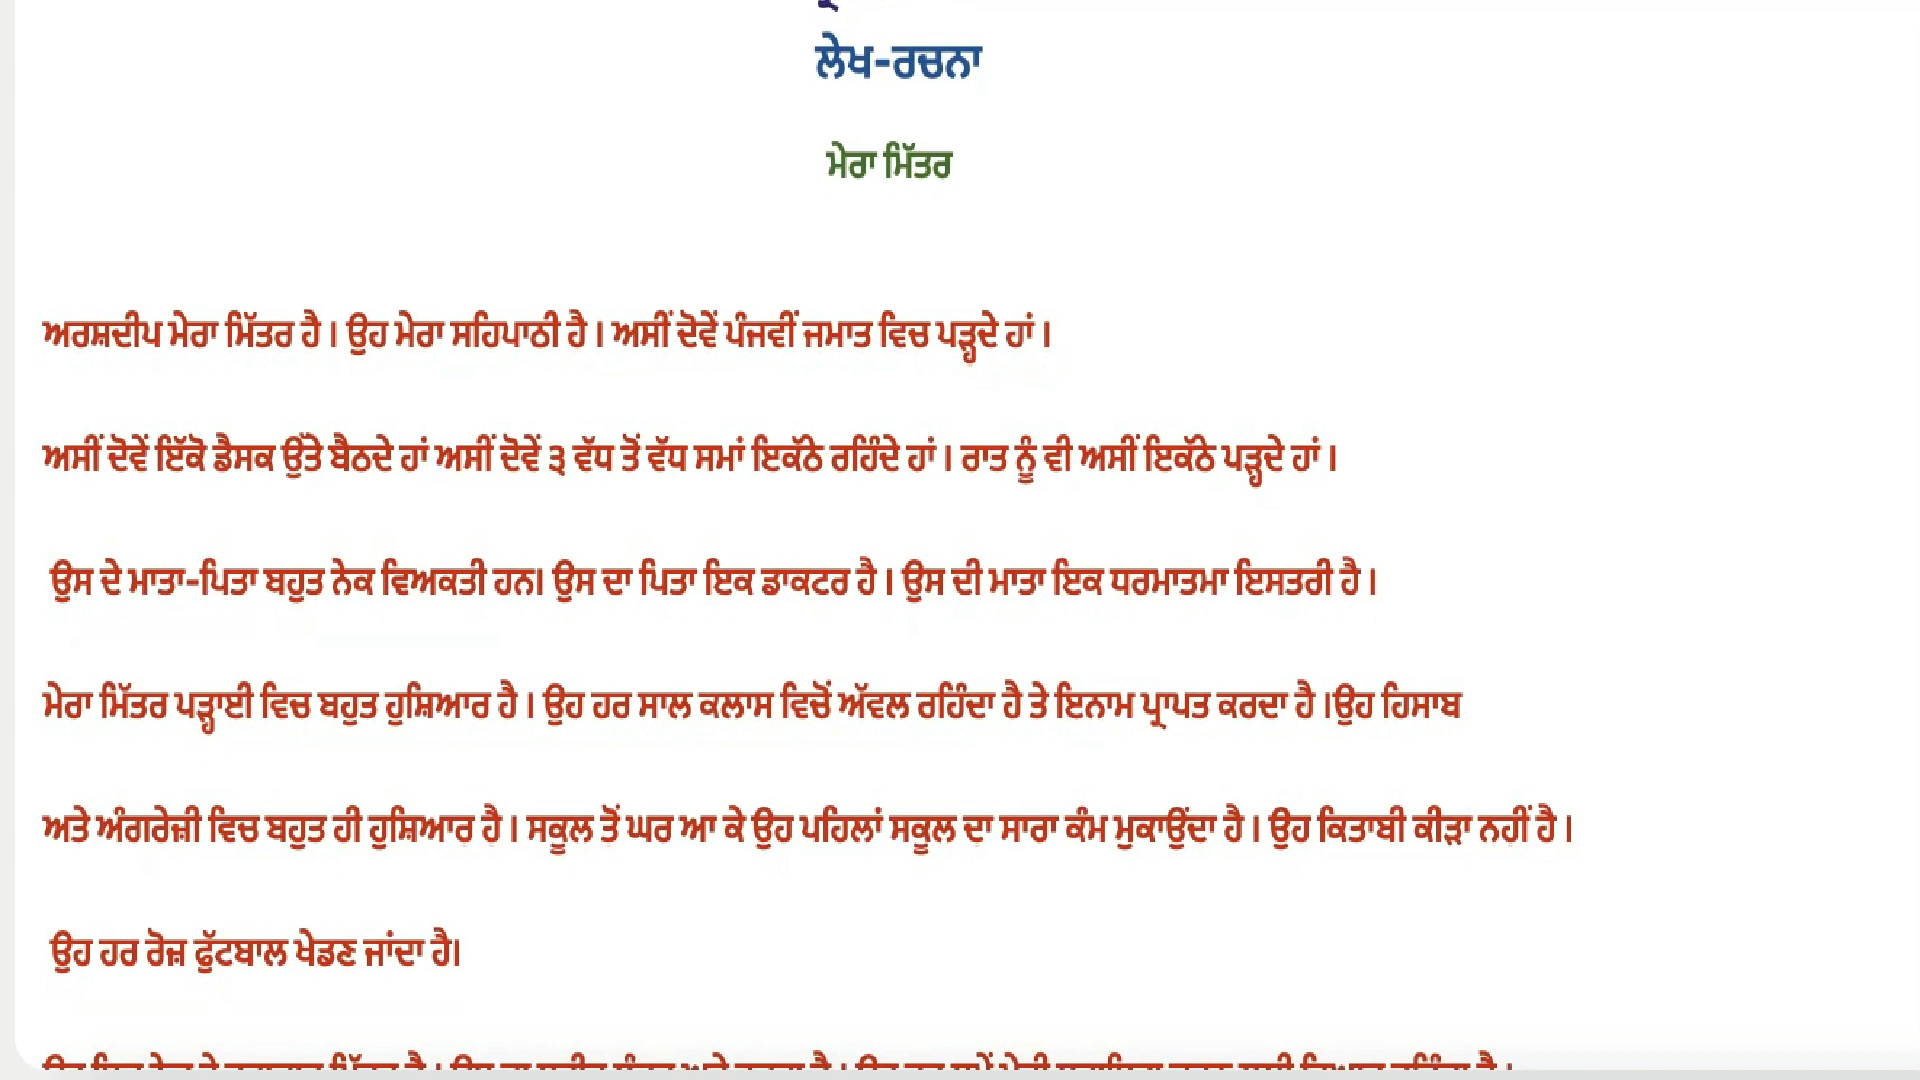 ਲੇਖ-ਰਚਨਾ
ਮੇਰਾ ਮਿੱਤਰ
ਅਰਸ਼ਦੀਪ ਮੇਰਾ ਮਿੱਤਰ ਹੈ । ਉਹ ਮੇਰਾ ਸਹਿਪਾਠੀ ਹੈ । ਅਸੀਂ ਦੋਵੇਂ ਪੰਜਵੀਂ ਜਮਾਤ ਵਿਚ ਪੜ੍ਹਦੇ ਹਾਂ ।
ਅਸੀਂ ਦੋਵੇਂ ਇੱਕੋ ਡੈਸਕ ਉੱਤੇ ਬੈਠਦੇ ਹਾਂ ਅਸੀਂ ਦੋਵੇਂ ੩ ਵੱਧ ਤੋਂ ਵੱਧ ਸਮਾਂ ਇਕੱਠੇ ਰਹਿੰਦੇ ਹਾਂ । ਰਾਤ ਨੂੰ ਵੀ ਅਸੀਂ ਇਕੱਠੇ ਪੜ੍ਹਦੇ ਹਾਂ ।
ਉਸ ਦੇ ਮਾਤਾ-ਪਿਤਾ ਬਹੁਤ ਨੇਕ ਵਿਅਕਤੀ ਹਨ। ਉਸ ਦਾ ਪਿਤਾ ਇਕ ਡਾਕਟਰ ਹੈ । ਉਸ ਦੀ ਮਾਤਾ ਇਕ ਧਰਮਾਤਮਾ ਇਸਤਰੀ ਹੈ ।
ਮੇਰਾ ਮਿੱਤਰ ਪੜ੍ਹਾਈ ਵਿਚ ਬਹੁਤ ਹੁਸ਼ਿਆਰ ਹੈ । ਉਹ ਹਰ ਸਾਲ ਕਲਾਸ ਵਿਚੋਂ ਅੱਵਲ ਰਹਿੰਦਾ ਹੈ ਤੇ ਇਨਾਮ ਪ੍ਰਾਪਤ ਕਰਦਾ ਹੈ ।ਉਹ ਹਿਸਾਬ
ਅਤੇ ਅੰਗਰੇਜ਼ੀ ਵਿਚ ਬਹੁਤ ਹੀ ਹੁਸ਼ਿਆਰ ਹੈ । ਸਕੂਲ ਤੋਂ ਘਰ ਆ ਕੇ ਉਹ ਪਹਿਲਾਂ ਸਕੂਲ ਦਾ ਸਾਰਾ ਕੰਮ ਮੁਕਾਉਂਦਾ ਹੈ । ਉਹ ਕਿਤਾਬੀ ਕੀੜਾ ਨਹੀਂ ਹੈ ।
ਉਹ ਹਰ ਰੋਜ਼ ਫੁੱਟਬਾਲ ਖੇਡਣ ਜਾਂਦਾ ਹੈ।